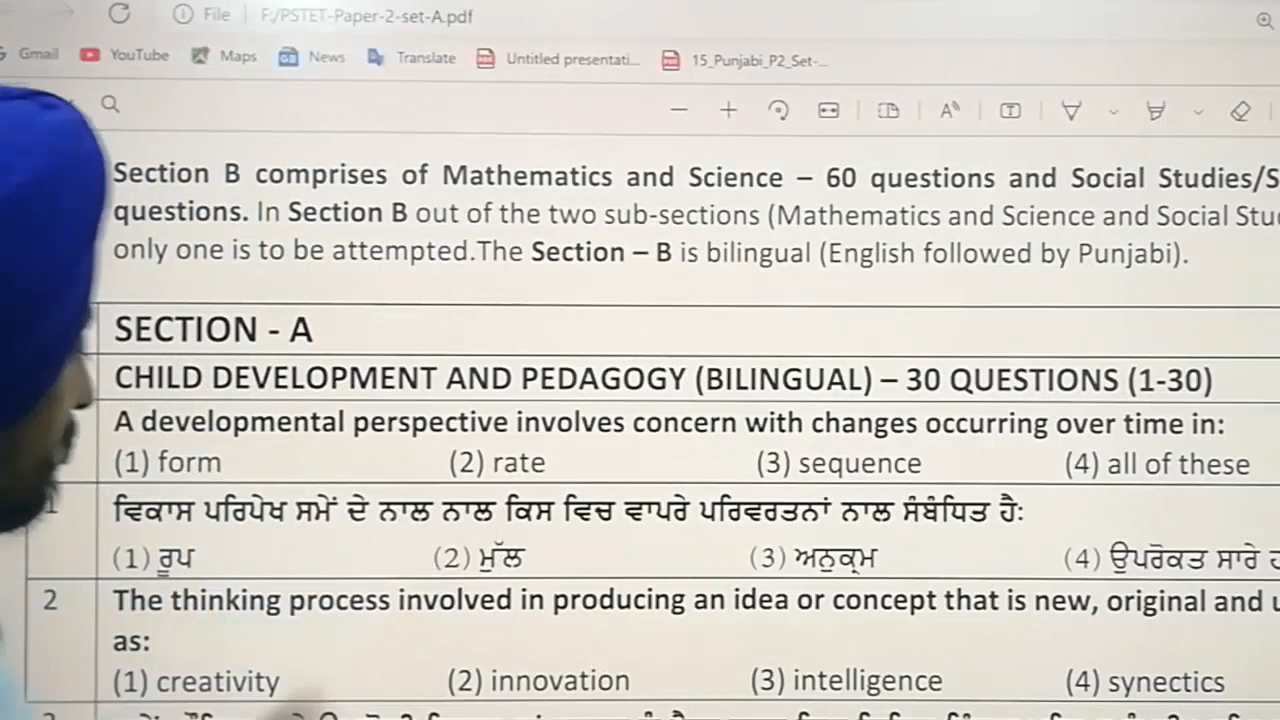 File F:/PSTET-Paper-2-set-A.pdf
Gmail YouTube Maps News Translate Untitled presentati... 15_Punjabi_P2_Set-...
Section B comprises of Mathematics and Science – 60 questions and Social Studies/S
questions. In Section B out of the two sub-sections (Mathematics and Science and Social Stu
only one is to be attempted.The Section – B is bilingual (English followed by Punjabi).
SECTION - A
CHILD DEVELOPMENT AND PEDAGOGY (BILINGUAL) – 30 QUESTIONS (1-30)
A developmental perspective involves concern with changes occurring over time in:
(1) form (2) rate (3) sequence (4) all of these
1 ਵਿਕਾਸ ਪਰਿਪੇਖ ਸਮੇਂ ਦੇ ਨਾਲ ਨਾਲ ਕਿਸ ਵਿਚ ਵਾਪਰੇ ਪਰਿਵਰਤਨਾਂ ਨਾਲ ਸੰਬੰਧਿਤ ਹੈ:
(1) ਰੂਪ (2) ਮੁੱਲ (3) ਅਨੁਕ੍ਰਮ (4) ਉਪਰੋਕਤ ਸਾਰੇ
2 The thinking process involved in producing an idea or concept that is new, original and u
as:
(1) creativity (2) innovation (3) intelligence (4) synectics